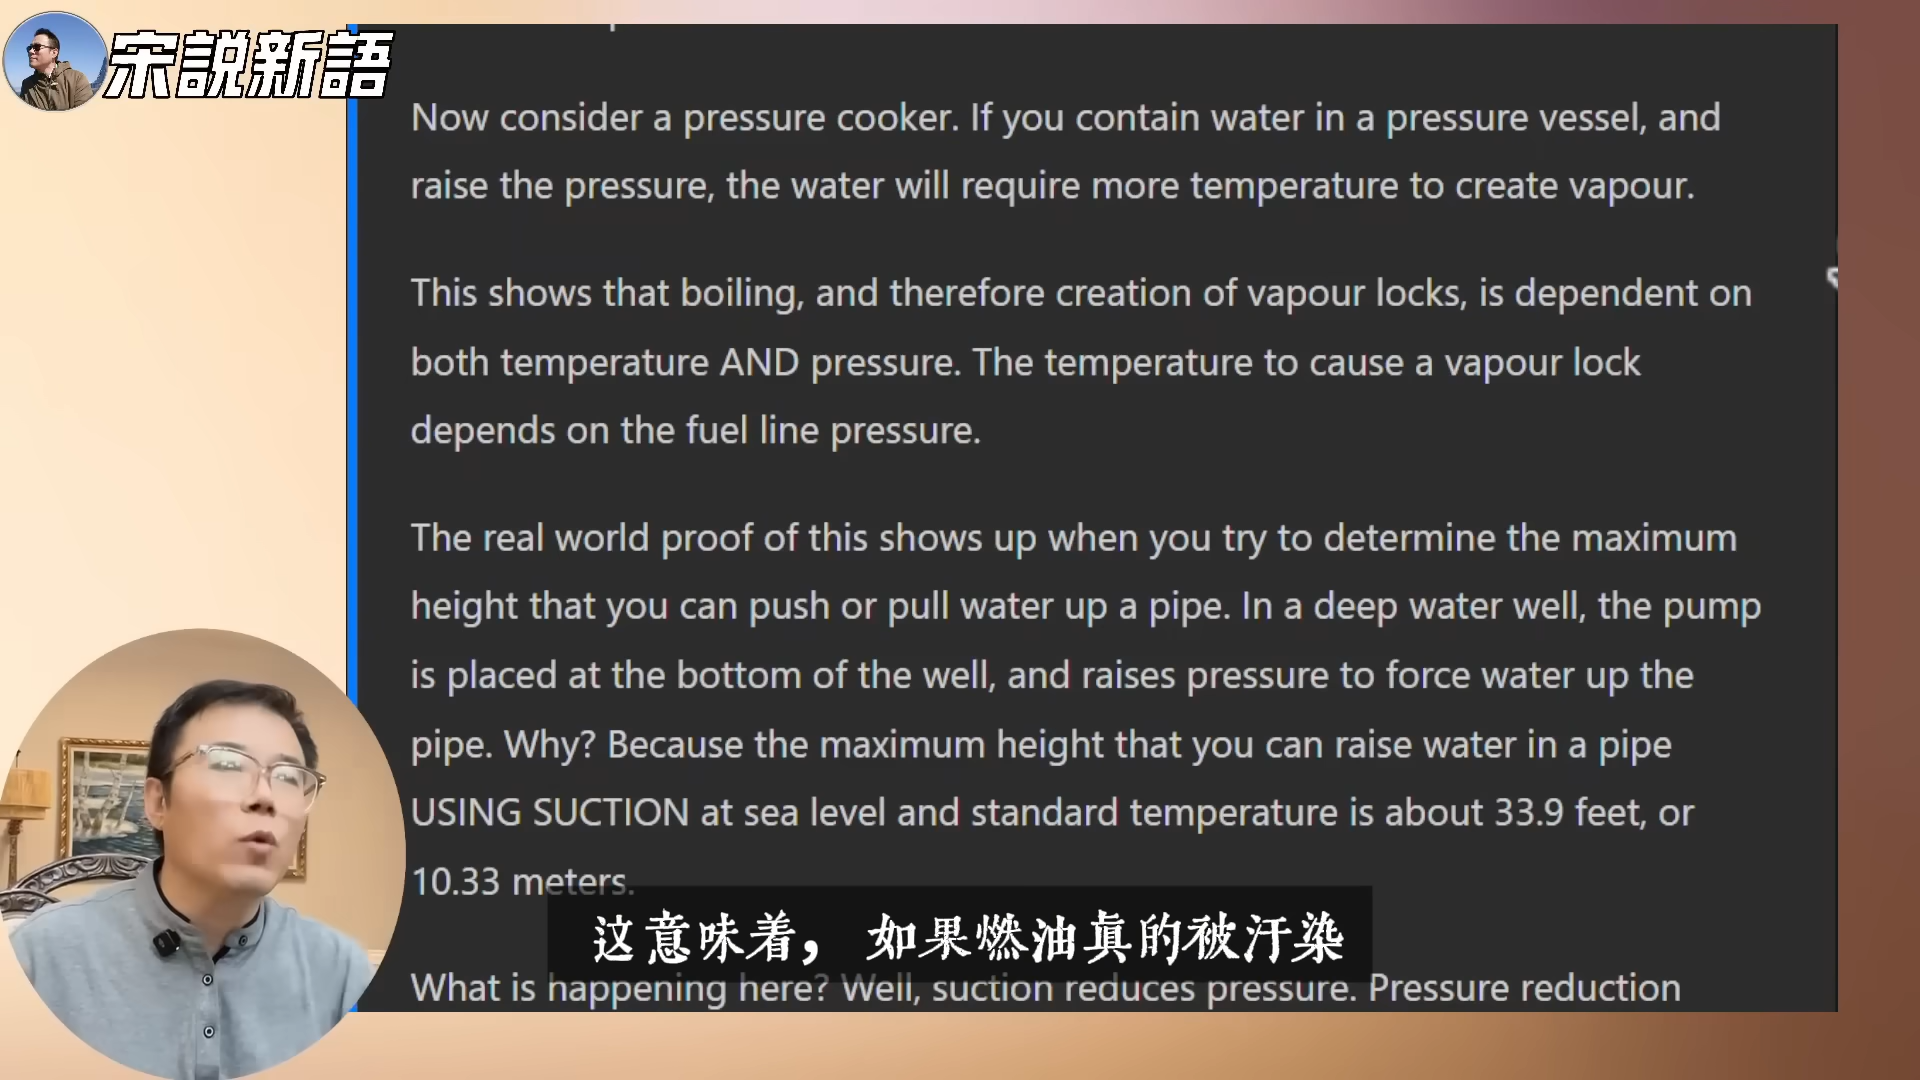 宋説新語
Now consider a pressure cooker. If you contain water in a pressure vessel, and
raise the pressure, the water will require more temperature to create vapour.
This shows that boiling, and therefore creation of vapour locks, is dependent on
both temperature AND pressure. The temperature to cause a vapour lock
depends on the fuel line pressure.
The real world proof of this shows up when you try to determine the maximum
height that you can push or pull water up a pipe. In a deep water well, the pump
is placed at the bottom of the well, and raises pressure to force water up the
pipe. Why? Because the maximum height that you can raise water in a pipe
USING SUCTION at sea level and standard temperature is about 33.9 feet, or
10.33 meters.
这意味着， 如果燃油真的被汙染
What is happening here? Well, suction reduces pressure. Pressure reduction